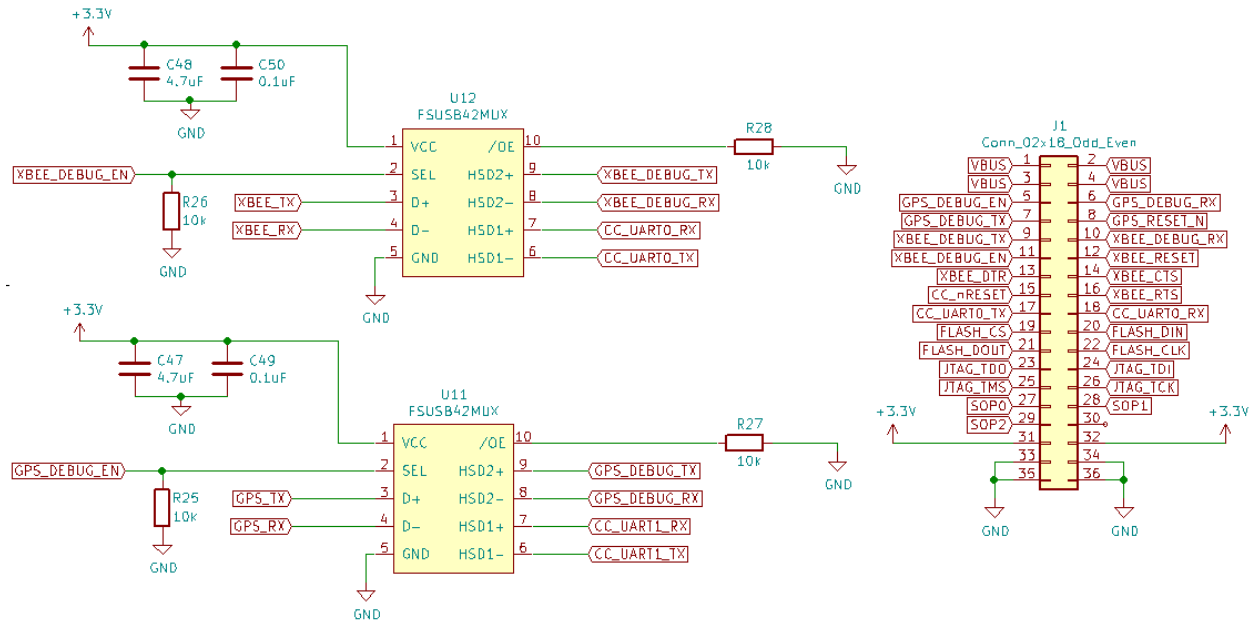 +3.3V
C48
4.7uF
C50
0.1uF
GND
U12
FSUSB42MUX
1 VCC /OE 10
2 SEL HSD2+ 9
3 D+ HSD2- 8
4 D- HSD1+ 7
5 GND HSD1- 6
XBEE_DEBUG_EN
R26
10k
GND
XBEE_TX
XBEE_RX
GND
R28
10k
GND
XBEE_DEBUG_TX
XBEE_DEBUG_RX
CC_UART0_RX
CC_UART0_TX
+3.3V
C47
4.7uF
C49
0.1uF
GND
U11
FSUSB42MUX
1 VCC /OE 10
2 SEL HSD2+ 9
3 D+ HSD2- 8
4 D- HSD1+ 7
5 GND HSD1- 6
GPS_DEBUG_EN
R25
10k
GND
GPS_TX
GPS_RX
GND
R27
10k
GND
GPS_DEBUG_TX
GPS_DEBUG_RX
CC_UART1_RX
CC_UART1_TX
J1
Conn_02x18_Odd_Even
VBUS 1 2 VBUS
VBUS 3 4 VBUS
GPS_DEBUG_EN 5 6 GPS_DEBUG_RX
GPS_DEBUG_TX 7 8 GPS_RESET_N
XBEE_DEBUG_TX 9 10 XBEE_DEBUG_RX
XBEE_DEBUG_EN 11 12 XBEE_RESET
XBEE_DTR 13 14 XBEE_CTS
CC_nRESET 15 16 XBEE_RTS
CC_UART0_TX 17 18 CC_UART0_RX
FLASH_CS 19 20 FLASH_DIN
FLASH_DOUT 21 22 FLASH_CLK
JTAG_TDO 23 24 JTAG_TDI
JTAG_TMS 25 26 JTAG_TCK
SOP0 27 28 SOP1
SOP2 29 30
+3.3V 31 32 +3.3V
33 34
35 36
GND GND